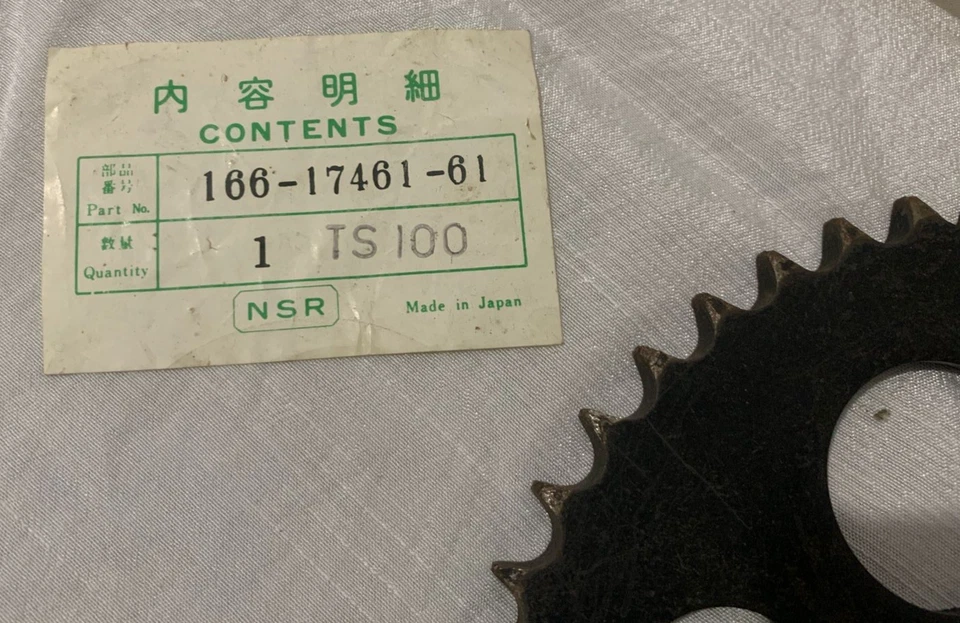 内容明細
CONTENTS
部品
番号
Part No.
166-17461-61
数量
Quantity
1 TS100
NSR
Made in Japan